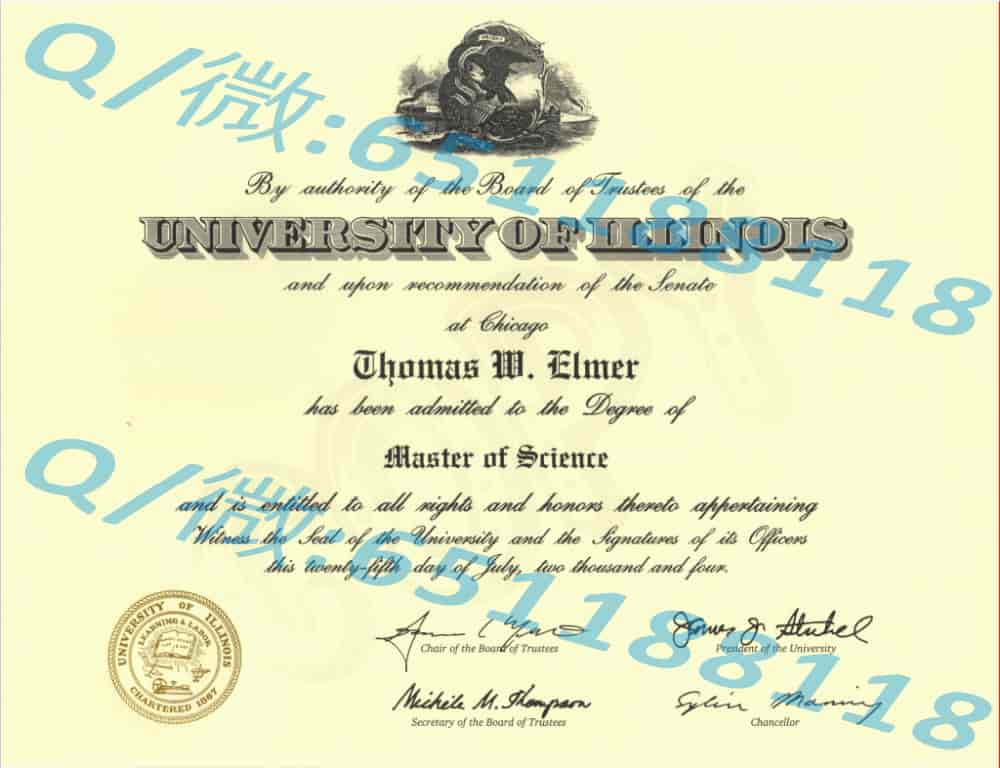 Q/微:651188118
By authority of the Board of Trustees of the
UNIVERSITY OF ILLINOIS
and upon recommendation of the Senate
at Chicago
Thomas W. Elmer
has been admitted to the Degree of
Master of Science
and is entitled to all rights and honors thereto appertaining
Witness the Seal of the University and the Signatures of its Officers
this twenty-fifth day of July, two thousand and four.
Q/微:651188118
UNIVERSITY OF ILLINOIS
LEARNING & LABOR
CHARTERED 1867
Chair of the Board of Trustees
President of the University
Michele M. Thompson
Secretary of the Board of Trustees
Chancellor